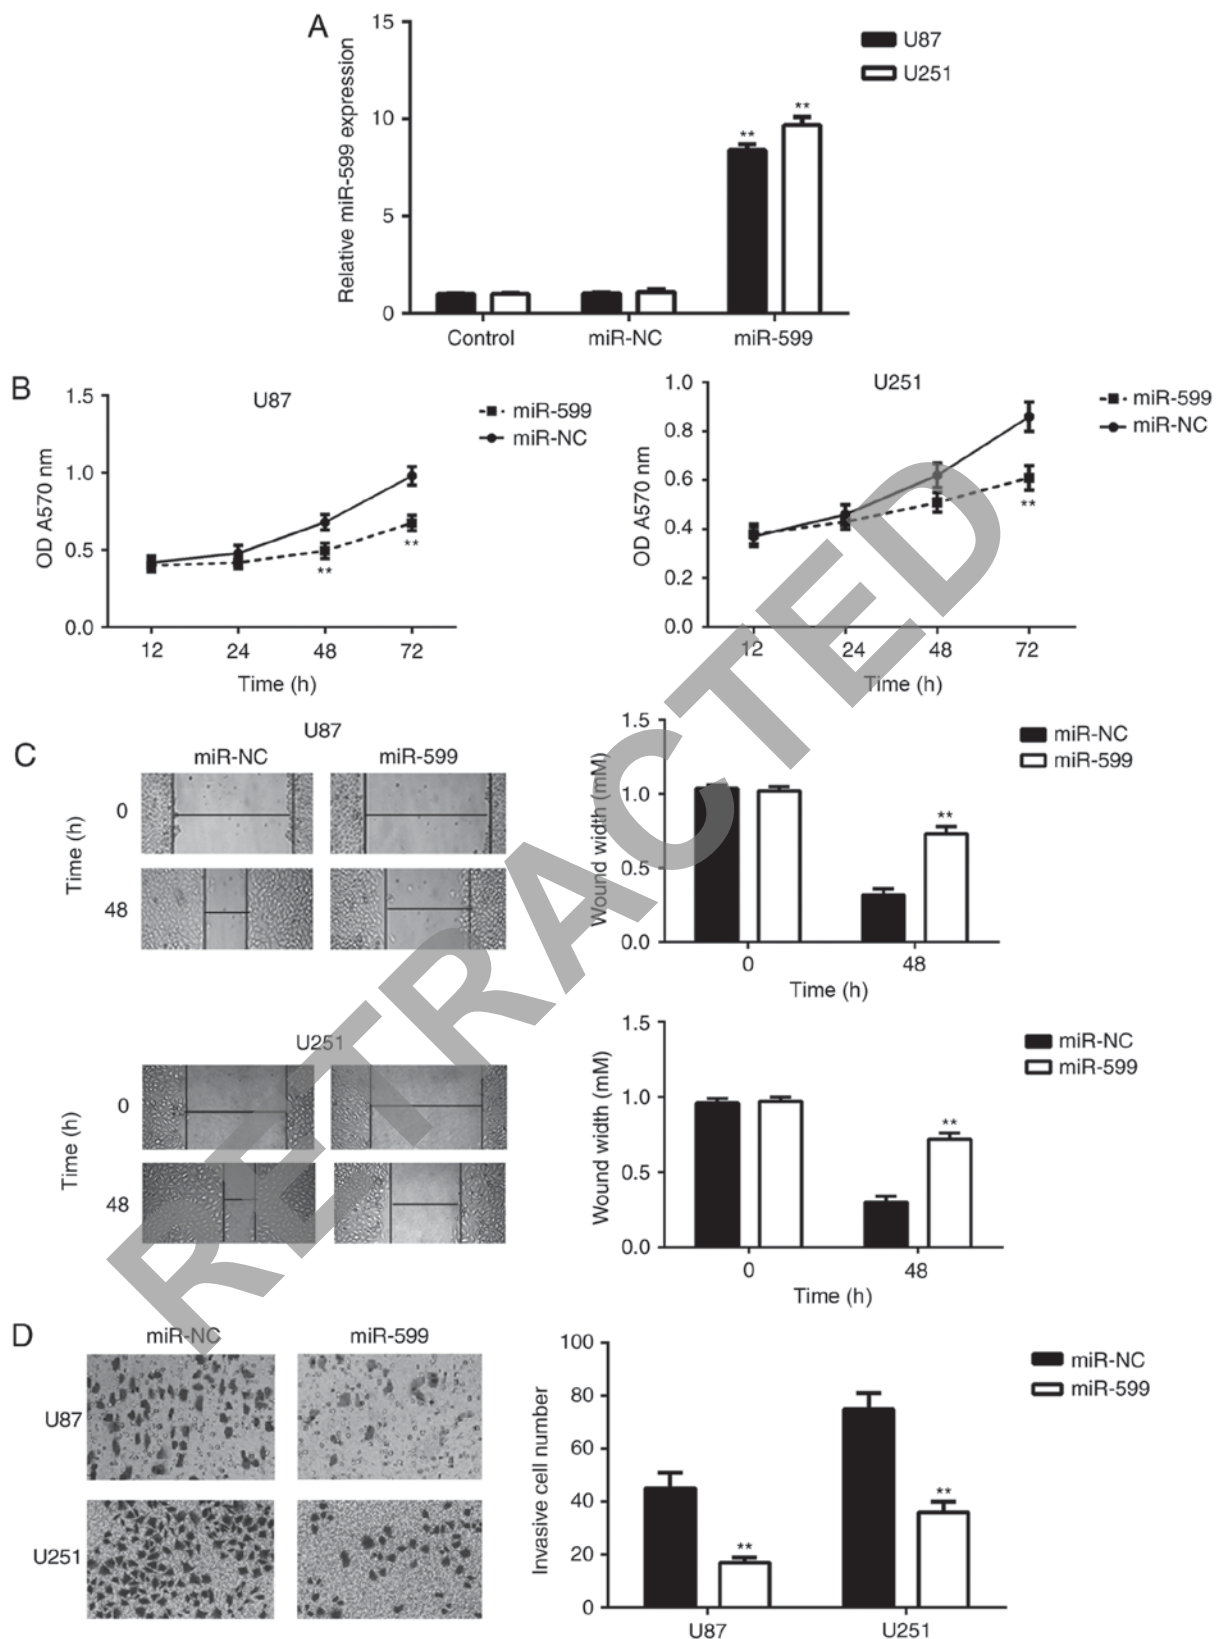 A
15
10
5
0
Relative miR-599 expression
U87
U251
**
**
Control
miR-NC
miR-599
B
U87
1.5
1.0
0.5
0.0
OD A570 nm
miR-599
miR-NC
**
**
12
24
48
72
Time (h)
U251
1.0
0.8
0.6
0.4
0.2
0.0
OD A570 nm
miR-599
miR-NC
**
12
24
48
72
Time (h)
C
U87
miR-NC
miR-599
Time (h)
0
48
1.5
1.0
0.5
0.0
Wound width (mM)
miR-NC
miR-599
**
0
48
Time (h)
U251
Time (h)
0
48
1.5
1.0
0.5
0.0
Wound width (mM)
miR-NC
miR-599
**
0
48
Time (h)
D
miR-NC
miR-599
U87
U251
100
80
60
40
20
0
Invasive cell number
miR-NC
miR-599
**
**
U87
U251
RETRACTED